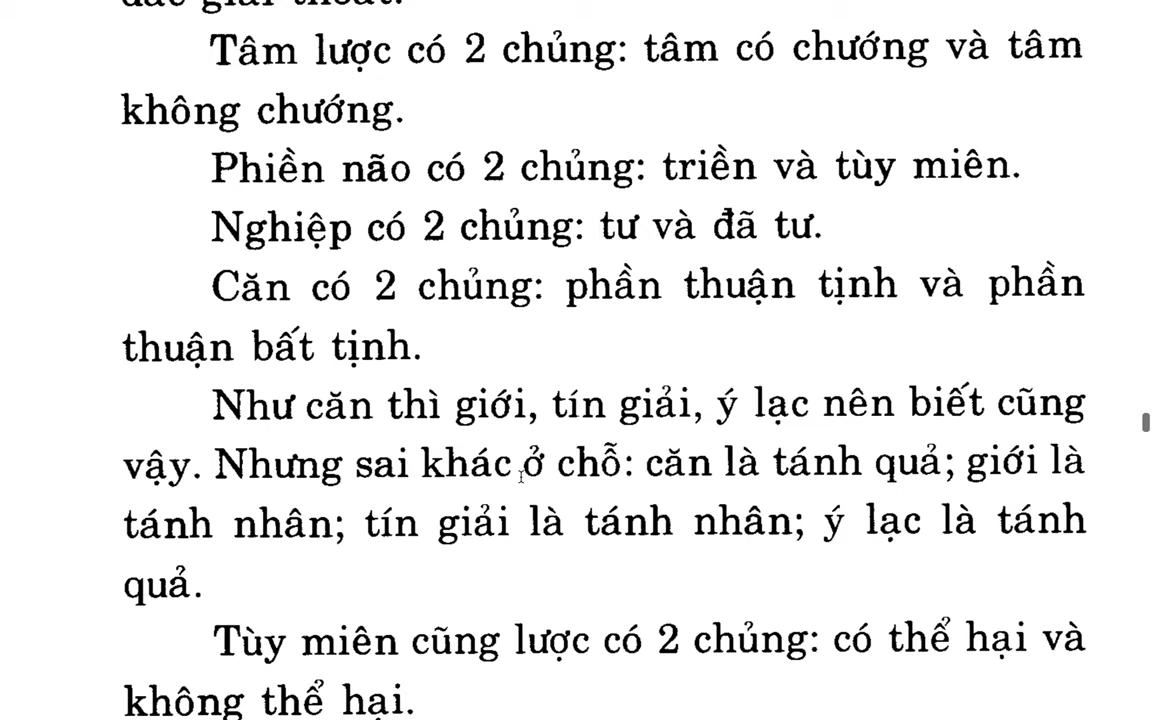 đắc giải thoát.
Tâm lược có 2 chủng: tâm có chướng và tâm
không chướng.
Phiền não có 2 chủng: triền và tùy miên.
Nghiệp có 2 chủng: tư và đã tư.
Căn có 2 chủng: phần thuận tịnh và phần
thuận bất tịnh.
Như căn thì giới, tín giải, ý lạc nên biết cũng
vậy. Nhưng sai khác ở chỗ: căn là tánh quả; giới là
tánh nhân; tín giải là tánh nhân; ý lạc là tánh
quả.
Tùy miên cũng lược có 2 chủng: có thể hại và
không thể hại.